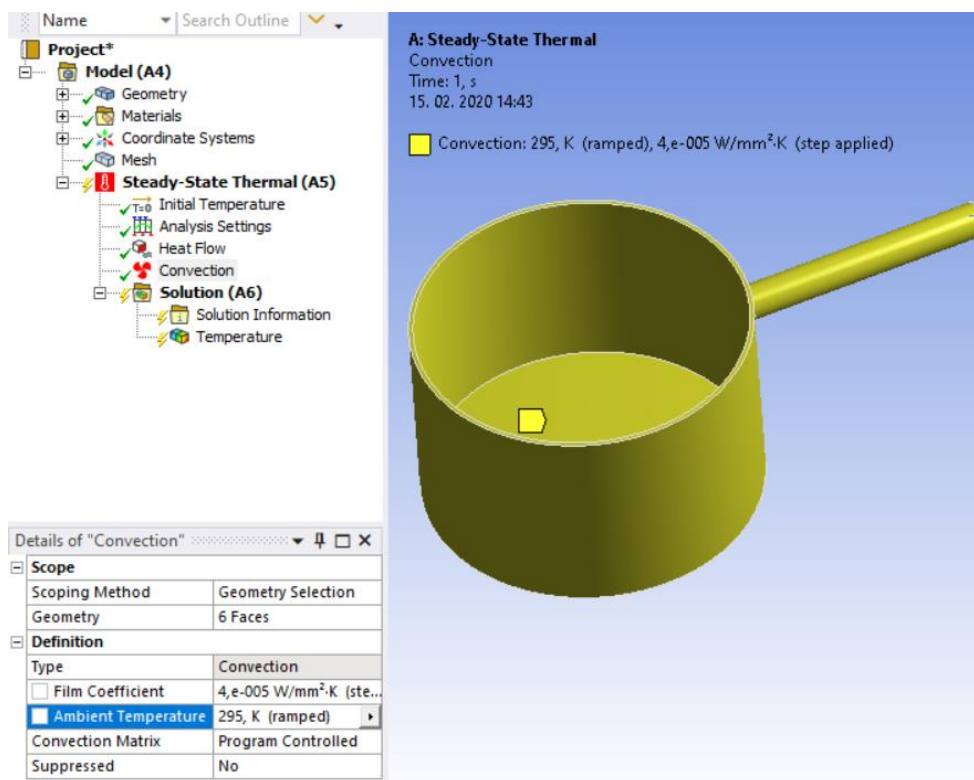 Name Search Outline
Project*
Model (A4)
Geometry
Materials
Coordinate Systems
Mesh
Steady-State Thermal (A5)
T=0 Initial Temperature
Analysis Settings
Heat Flow
Convection
Solution (A6)
i Solution Information
Temperature
Details of "Convection"
Scope
Scoping Method Geometry Selection
Geometry 6 Faces
Definition
Type Convection
Film Coefficient 4,e-005 W/mm²·K (ste...
Ambient Temperature 295, K (ramped)
Convection Matrix Program Controlled
Suppressed No
A: Steady-State Thermal
Convection
Time: 1, s
15. 02. 2020 14:43
Convection: 295, K (ramped), 4,e-005 W/mm²·K (step applied)